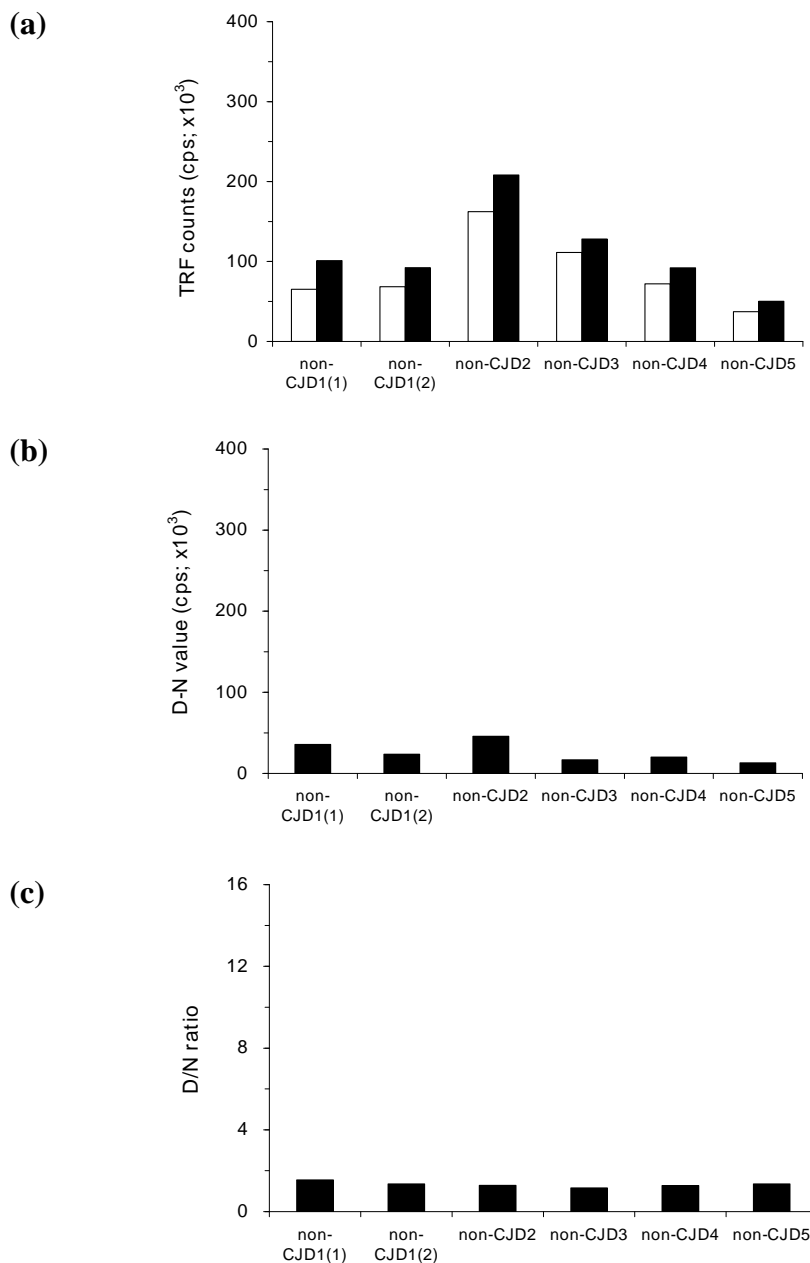 (a)
TRF counts (cps; x10³)
400
300
200
100
0
non-CJD1(1) non-CJD1(2) non-CJD2 non-CJD3 non-CJD4 non-CJD5
(b)
D-N value (cps; x10³)
400
300
200
100
0
non-CJD1(1) non-CJD1(2) non-CJD2 non-CJD3 non-CJD4 non-CJD5
(c)
D/N ratio
16
12
8
4
0
non-CJD1(1) non-CJD1(2) non-CJD2 non-CJD3 non-CJD4 non-CJD5